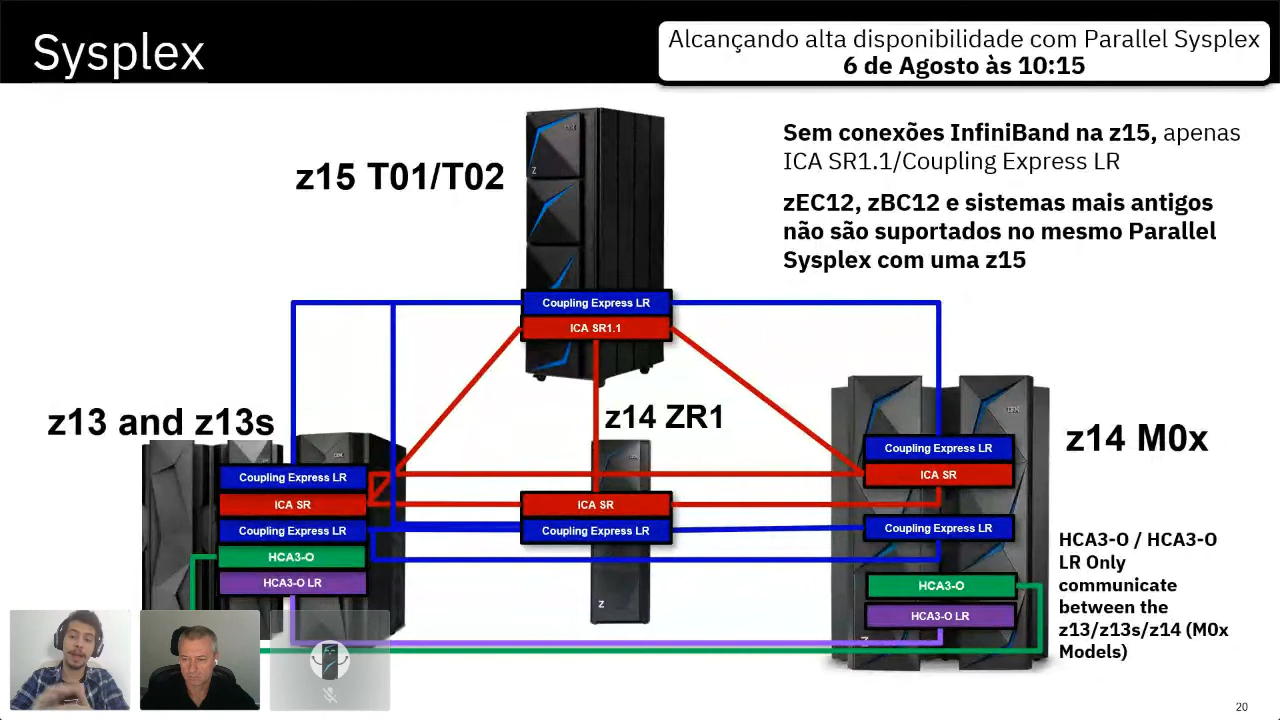 Sysplex
Alcançando alta disponibilidade com Parallel Sysplex
6 de Agosto às 10:15
Sem conexões InfiniBand na z15, apenas
ICA SR1.1/Coupling Express LR
zEC12, zBC12 e sistemas mais antigos
não são suportados no mesmo Parallel
Sysplex com uma z15
z15 T01/T02
Z
Coupling Express LR
ICA SR1.1
z13 and z13s
Coupling Express LR
ICA SR
Coupling Express LR
HCA3-O
HCA3-O LR
z14 ZR1
ICA SR
Coupling Express LR
Z
z14 M0x
IBM
Coupling Express LR
ICA SR
Coupling Express LR
HCA3-O
HCA3-O LR
Z
HCA3-O / HCA3-O
LR Only
communicate
between the
z13/z13s/z14 (M0x
Models)
20